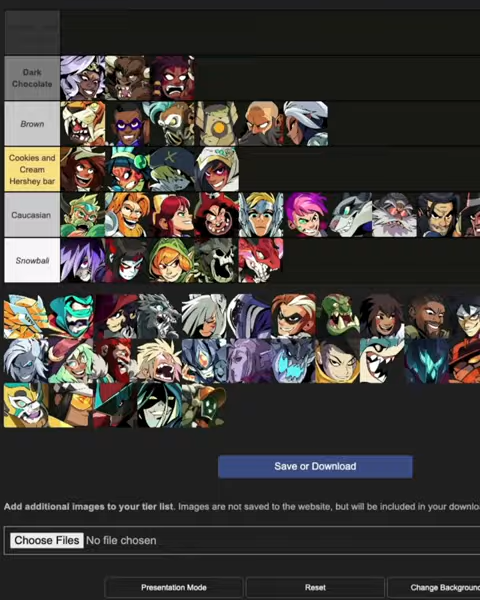 Dark
Chocolate
Brown
Cookies and
Cream
Hershey bar
Caucasian
Snowball
Save or Download
Add additional images to your tier list. Images are not saved to the website, but will be included in your downlo
Choose Files No file chosen
Presentation Mode
Reset
Change Background